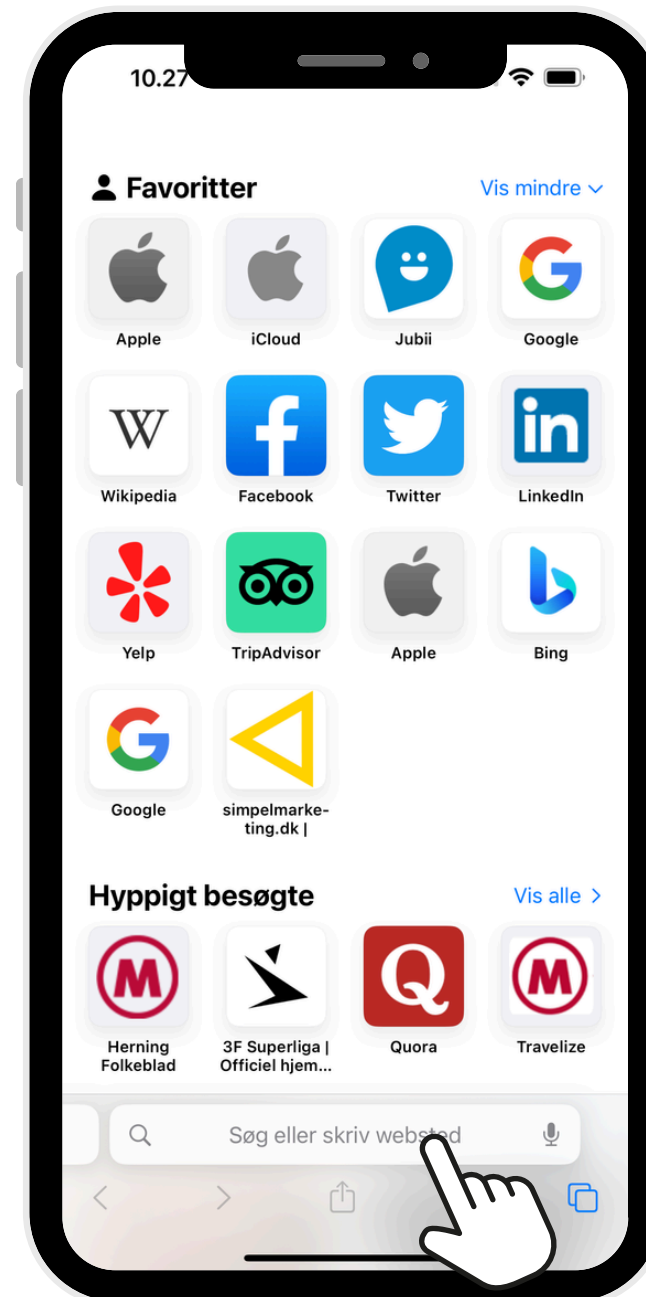 10.27
Favoritter
Vis mindre
Apple
iCloud
Jubii
Google
W
Wikipedia
Facebook
Twitter
in
LinkedIn
Yelp
TripAdvisor
Apple
Bing
Google
simpelmarke-
ting.dk |
Hyppigt besøgte
Vis alle
M
Herning
Folkeblad
3F Superliga |
Officiel hjem...
Q
Quora
M
Travelize
Søg eller skriv websted